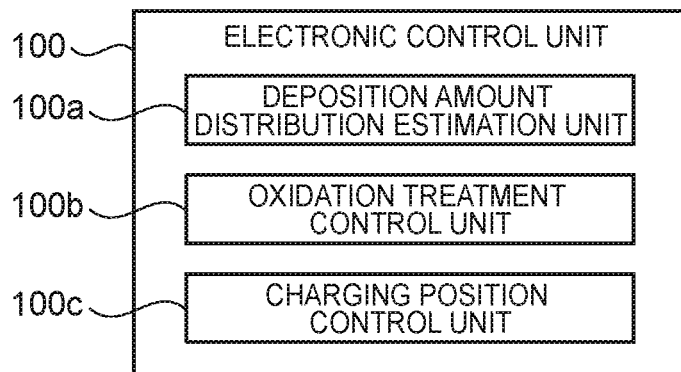 100
ELECTRONIC CONTROL UNIT
100a
DEPOSITION AMOUNT
DISTRIBUTION ESTIMATION UNIT
100b
OXIDATION TREATMENT
CONTROL UNIT
100c
CHARGING POSITION
CONTROL UNIT